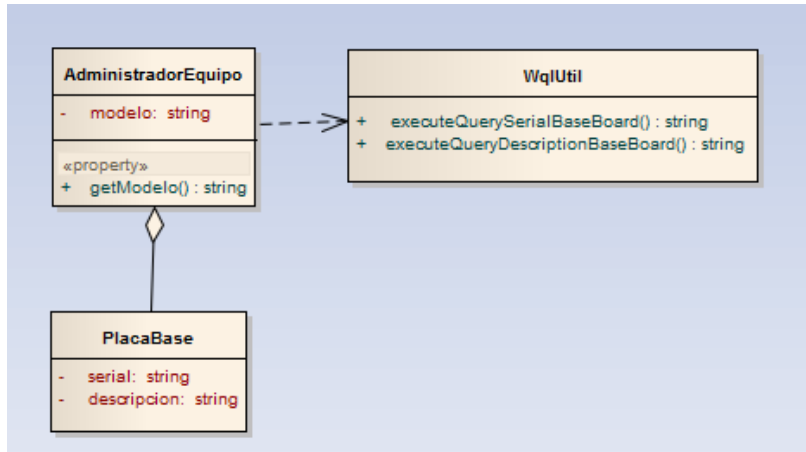 AdministradorEquipo
- modelo: string
«property»
+ getModelo() : string
WqlUtil
+ executeQuerySerialBaseBoard() : string
+ executeQueryDescriptionBaseBoard() : string
PlacaBase
- serial: string
- descripcion: string